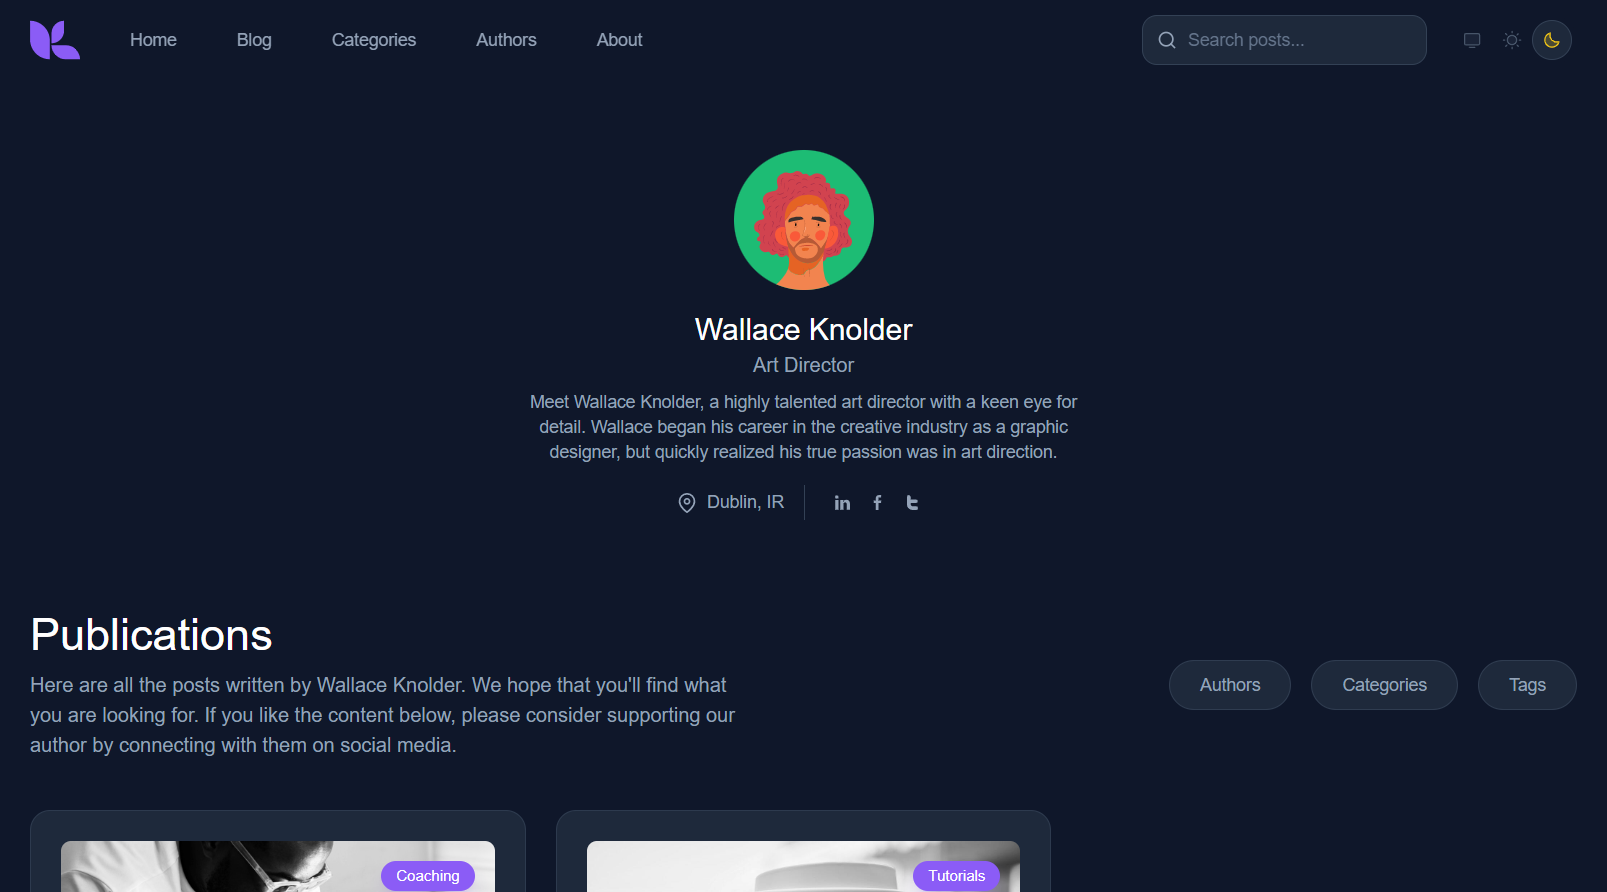 Home
Blog
Categories
Authors
About
Search posts...
Wallace Knolder
Art Director
Meet Wallace Knolder, a highly talented art director with a keen eye for
detail. Wallace began his career in the creative industry as a graphic
designer, but quickly realized his true passion was in art direction.
Dublin, IR
Publications
Here are all the posts written by Wallace Knolder. We hope that you'll find what
you are looking for. If you like the content below, please consider supporting our
author by connecting with them on social media.
Authors
Categories
Tags
Coaching
Tutorials